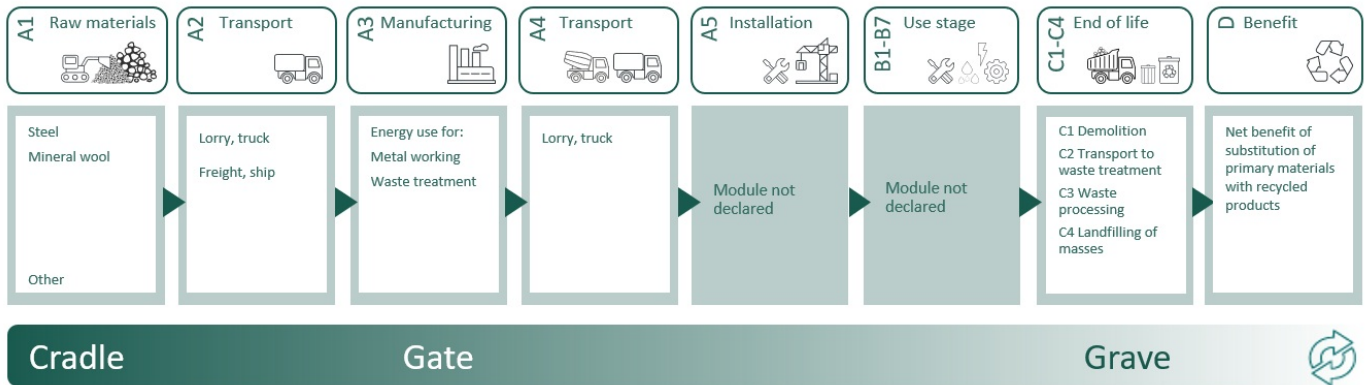 A1 Raw materials
A2 Transport
A3 Manufacturing
A4 Transport
A5 Installation
B1-B7 Use stage
C1-C4 End of life
D Benefit
Steel
Mineral wool
Other
Lorry, truck
Freight, ship
Energy use for:
Metal working
Waste treatment
Lorry, truck
Module not
declared
Module not
declared
C1 Demolition
C2 Transport to
waste treatment
C3 Waste
processing
C4 Landfilling of
masses
Net benefit of
substitution of
primary materials
with recycled
products
Cradle
Gate
Grave